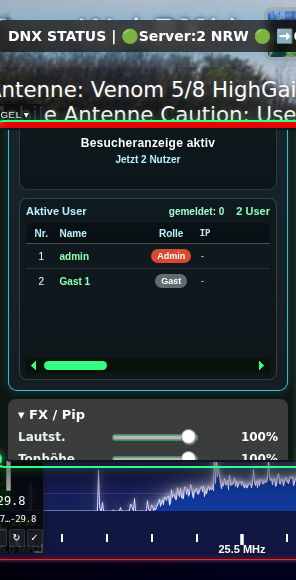 DNX STATUS | 🟢Server:2 NRW 🟢 ➡️
Antenne: Venom 5/8 HighGai
e Antenne Caution: Use
GEL ▾
Besucheranzeige aktiv
Jetzt 2 Nutzer
Aktive User gemeldet: 0 2 User
Nr. Name Rolle IP
1 admin Admin -
2 Gast 1 Gast -
▾ FX / Pip
Lautst. 100%
Tonhöhe 100%
29.8
7...-29.8
↻ ✓
25.5 MHz